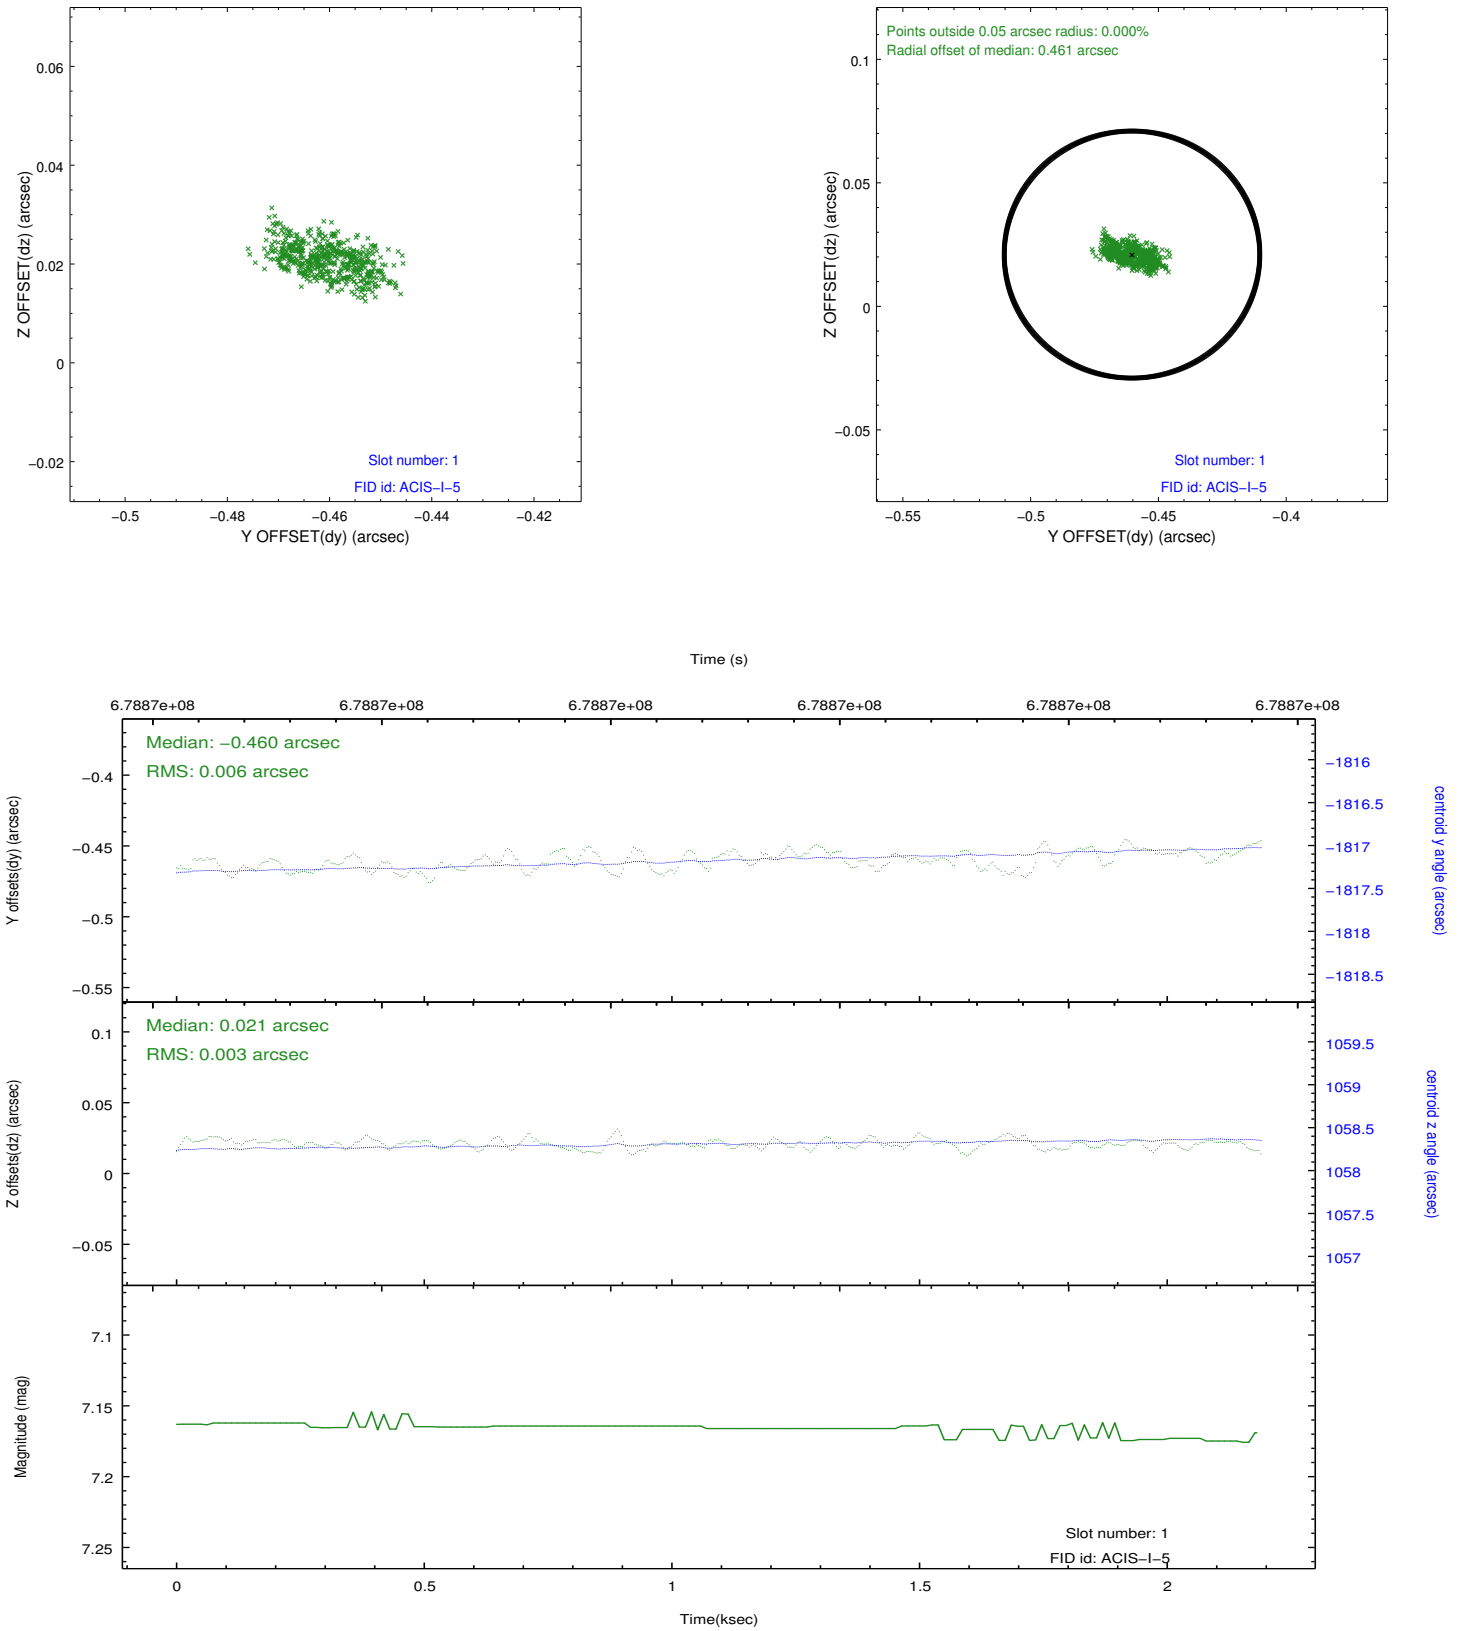 0.06
0.04
0.02
0
−0.02
Z OFFSET(dz) (arcsec)
Slot number: 1
FID id: ACIS−I−5
−0.5
−0.48
−0.46
−0.44
−0.42
Y OFFSET(dy) (arcsec)
Points outside 0.05 arcsec radius: 0.000%
Radial offset of median: 0.461 arcsec
0.1
0.05
0
−0.05
Z OFFSET(dz) (arcsec)
Slot number: 1
FID id: ACIS−I−5
−0.55
−0.5
−0.45
−0.4
Y OFFSET(dy) (arcsec)
Time (s)
6.7887e+08
6.7887e+08
6.7887e+08
6.7887e+08
6.7887e+08
6.7887e+08
Median: −0.460 arcsec
RMS: 0.006 arcsec
−0.4
−0.45
−0.5
−0.55
Y offsets(dy) (arcsec)
−1816
−1816.5
−1817
−1817.5
−1818
−1818.5
centroid y angle (arcsec)
Median: 0.021 arcsec
RMS: 0.003 arcsec
0.1
0.05
0
−0.05
Z offsets(dz) (arcsec)
1059.5
1059
1058.5
1058
1057.5
1057
centroid z angle (arcsec)
7.1
7.15
7.2
7.25
Magnitude (mag)
Slot number: 1
FID id: ACIS−I−5
0
0.5
1
1.5
2
Time(ksec)